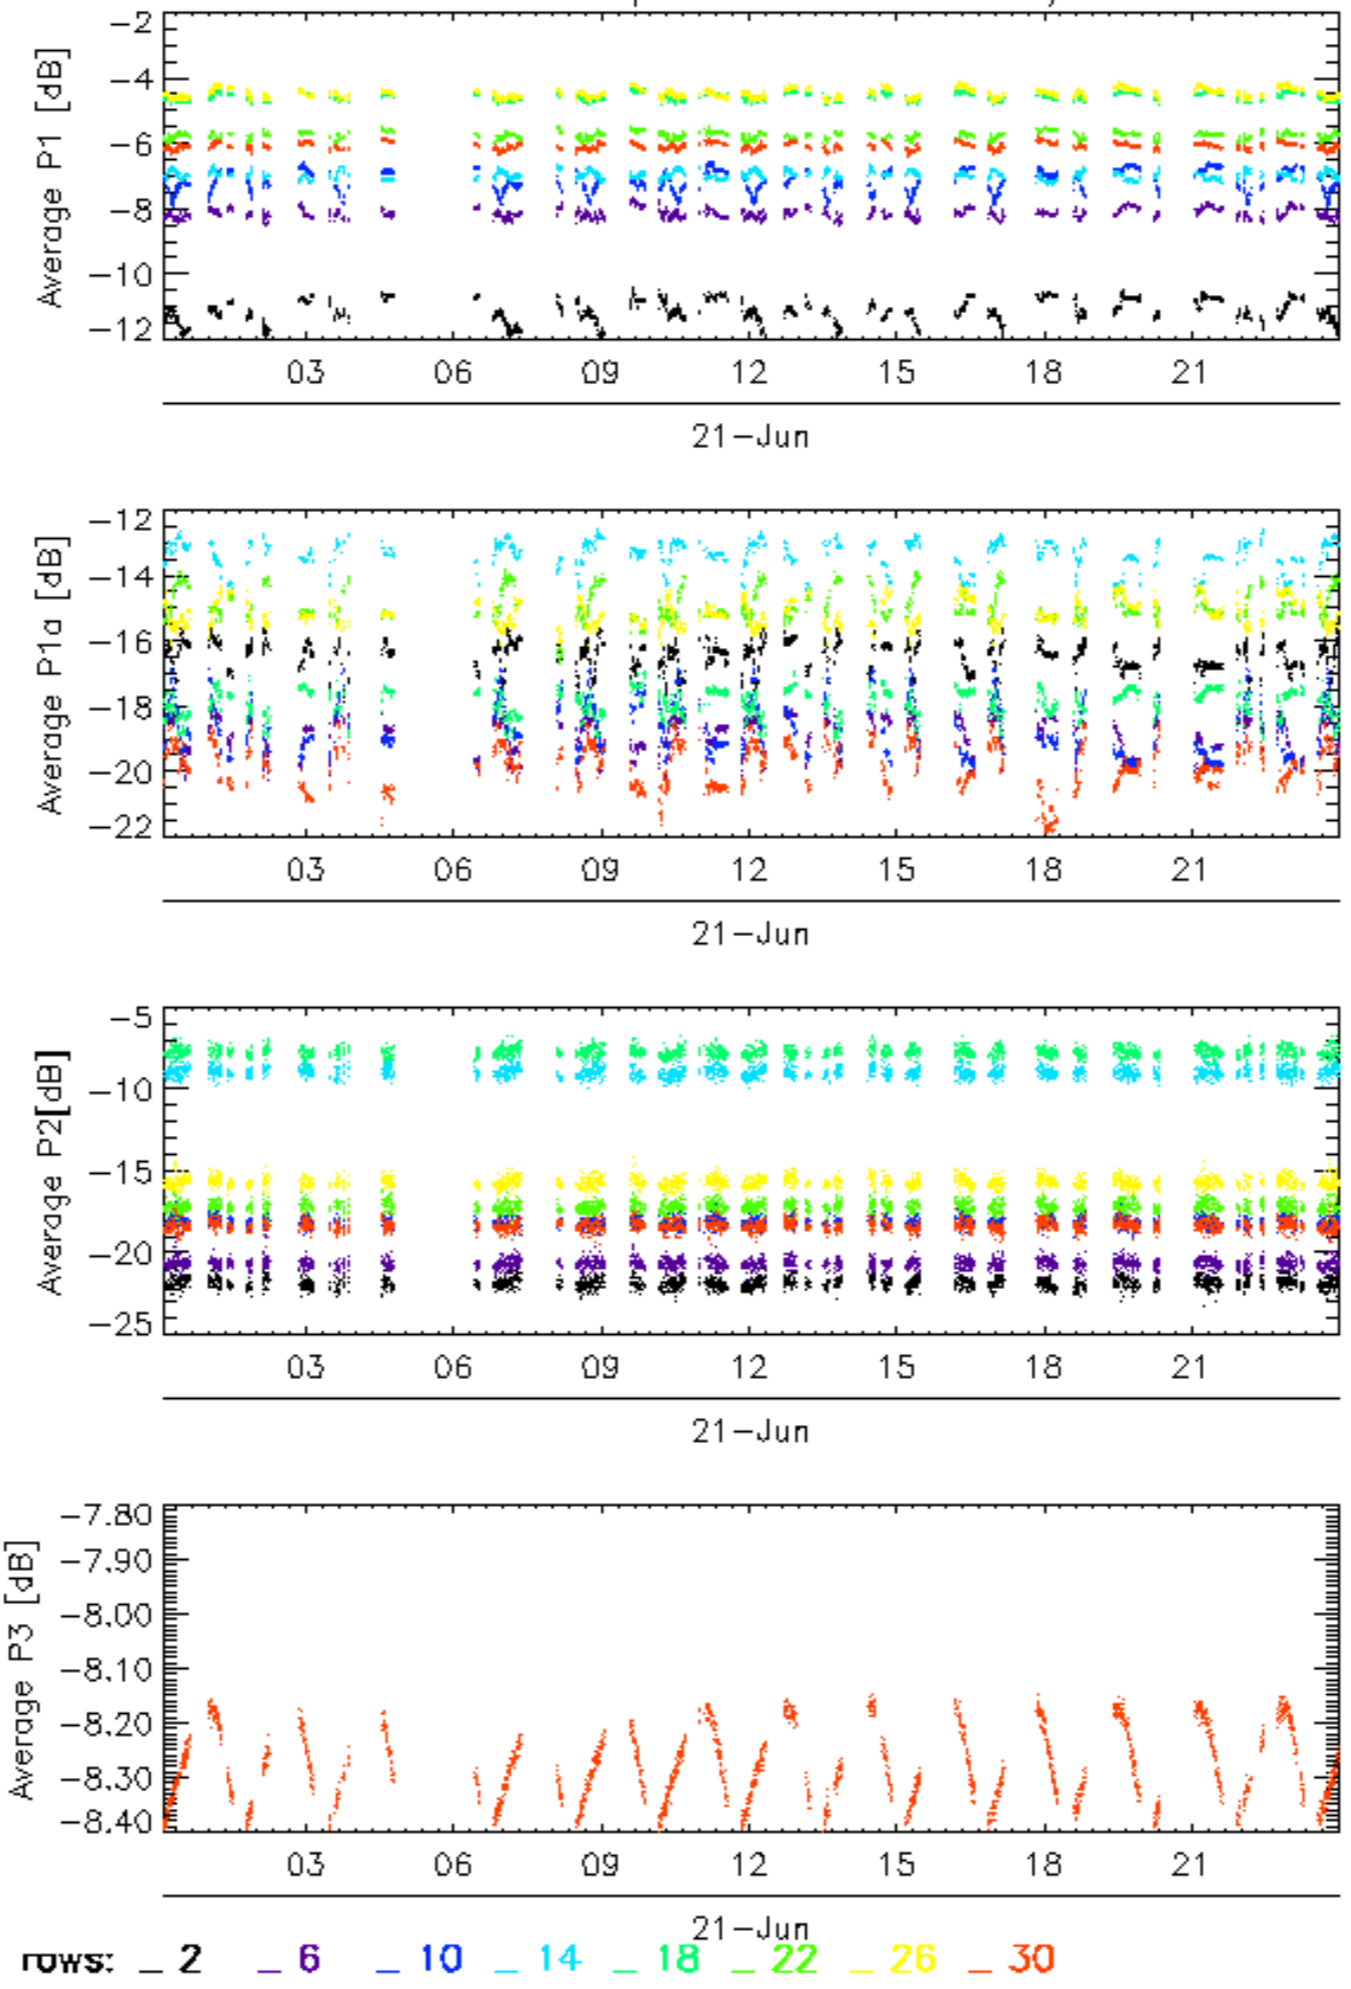 Average P1 [dB]
-2
-4
-6
-8
-10
-12
03 06 09 12 15 18 21
21-Jun
Average P1a [dB]
-12
-14
-16
-18
-20
-22
03 06 09 12 15 18 21
21-Jun
Average P2[dB]
-5
-10
-15
-20
-25
03 06 09 12 15 18 21
21-Jun
Average P3 [dB]
-7.80
-7.90
-8.00
-8.10
-8.20
-8.30
-8.40
03 06 09 12 15 18 21
21-Jun
rows: _ 2 _ 6 _ 10 _ 14 _ 18 _ 22 _ 26 _ 30